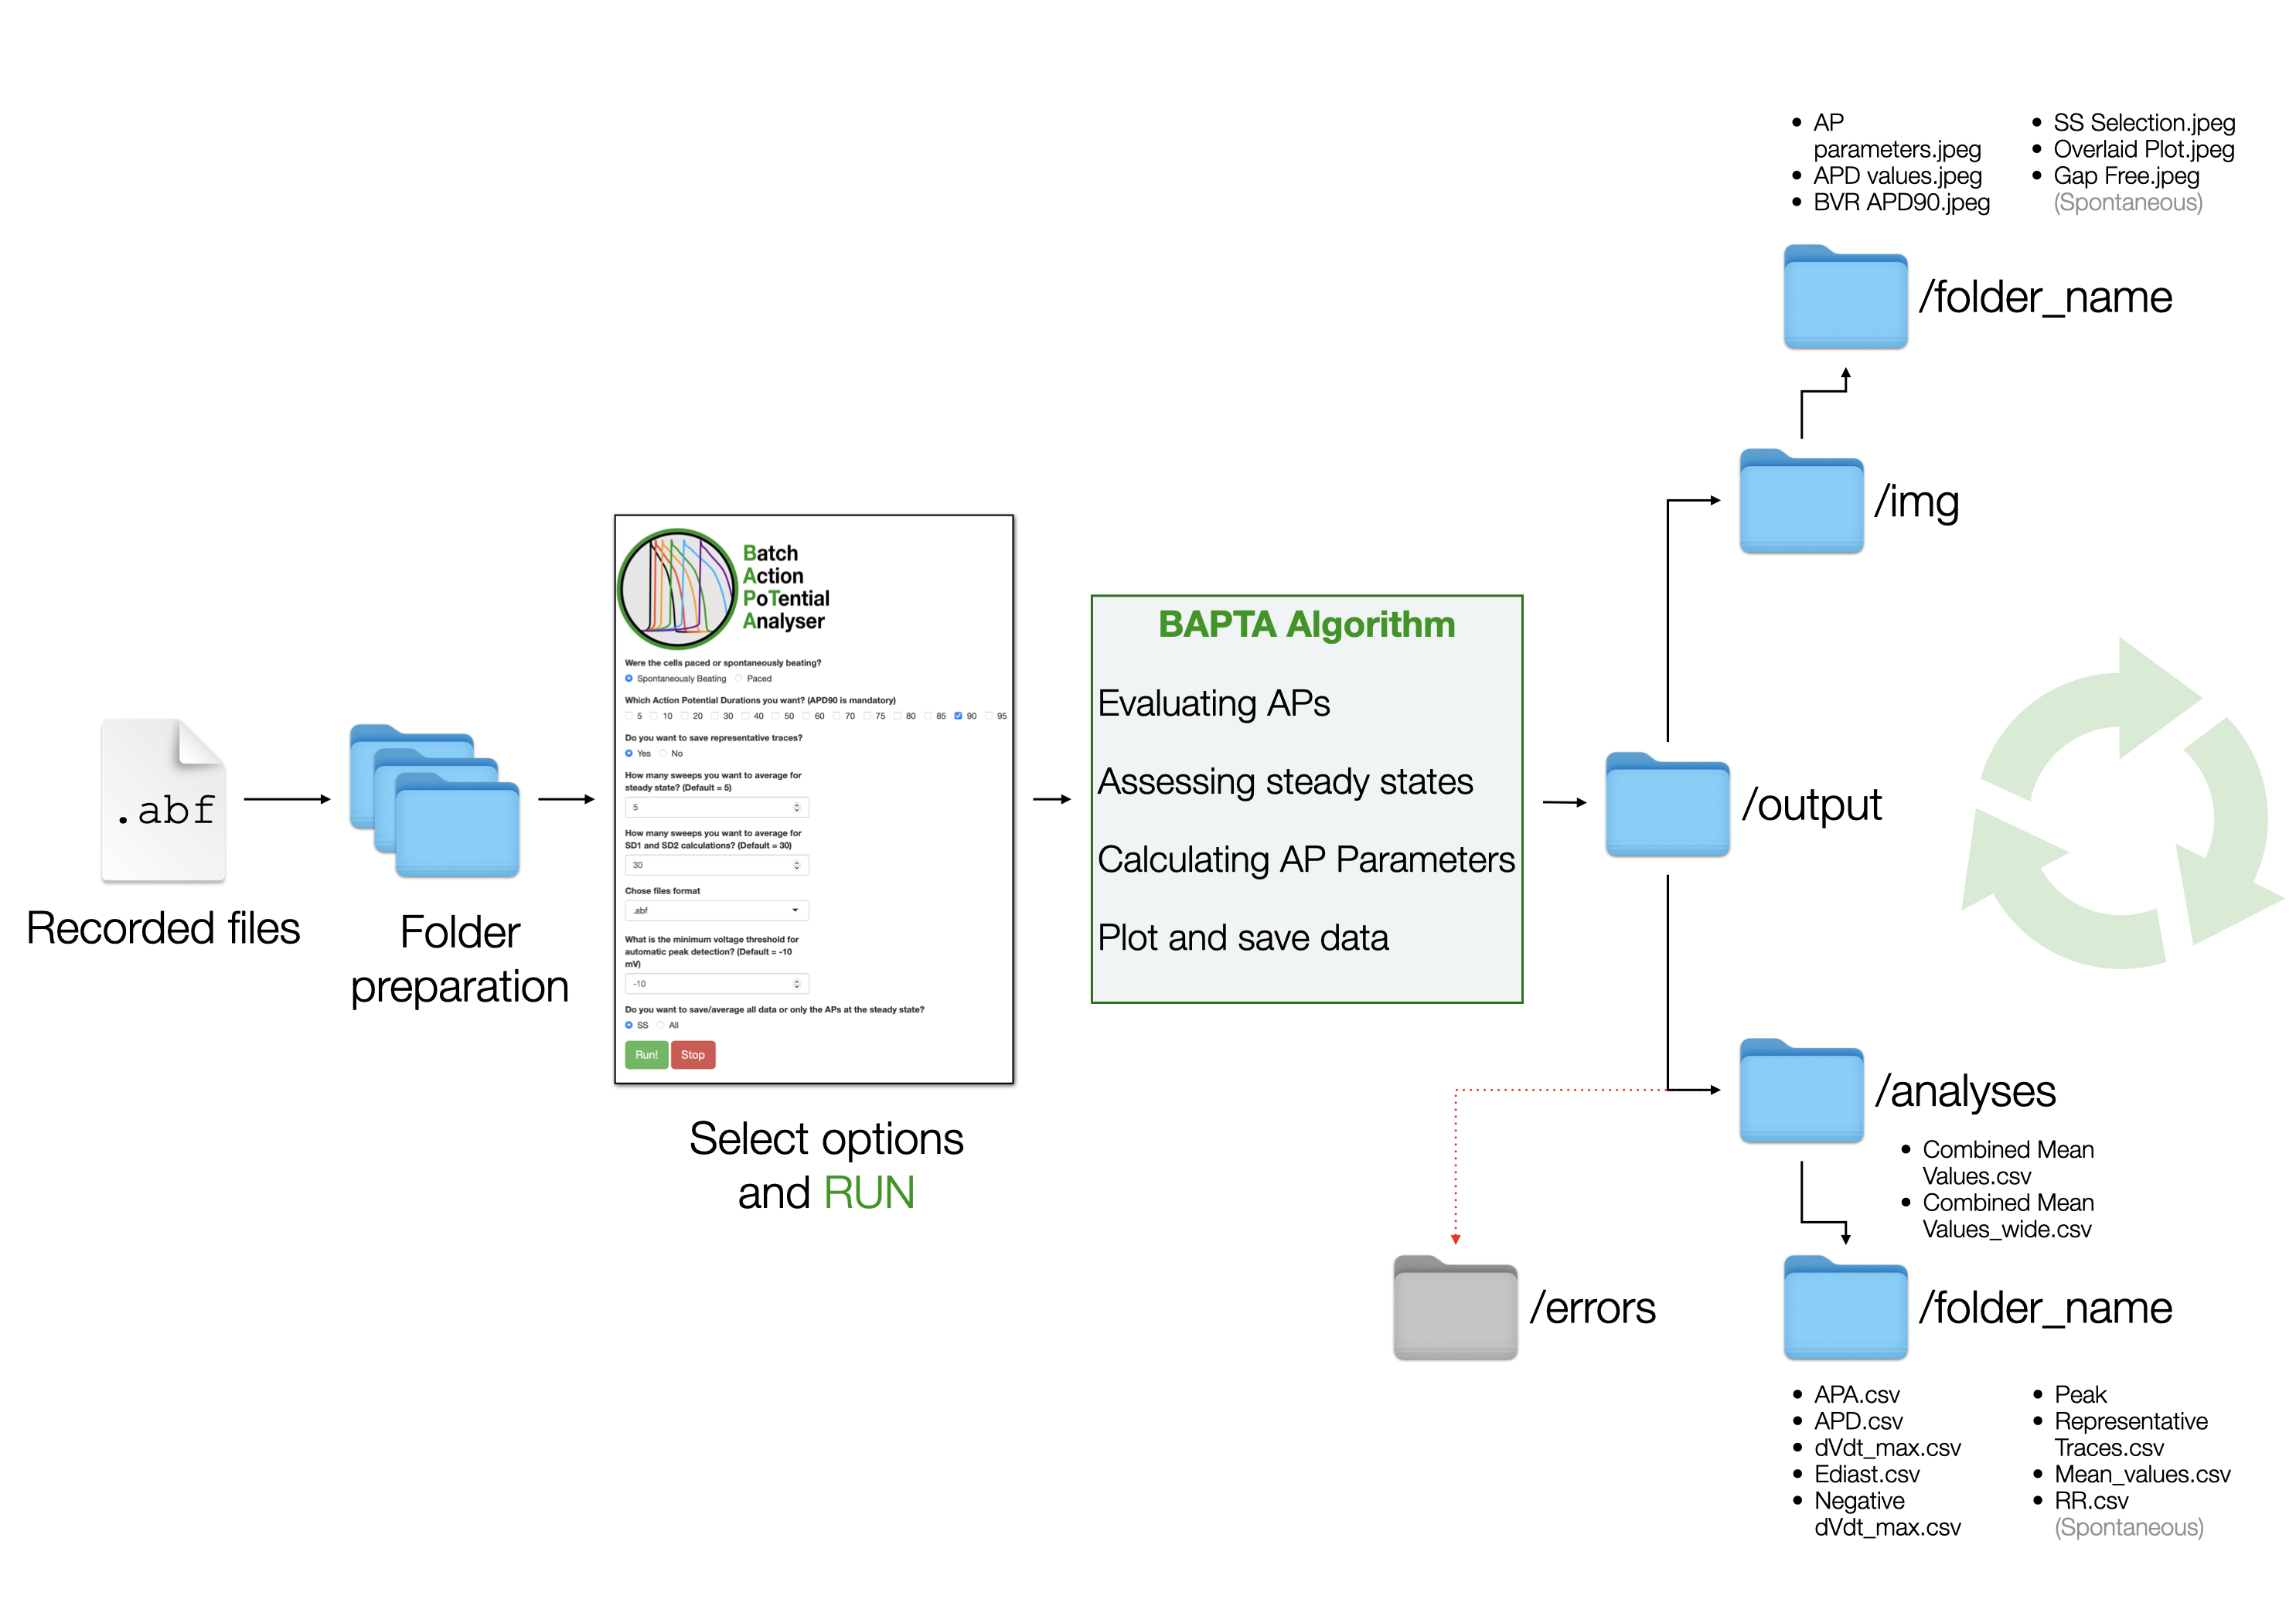 .abf
Recorded files
Folder
preparation
Batch
Action
PoTential
Analyser
Were the cells paced or spontaneously beating?
Spontaneously Beating Paced
Which Action Potential Durations you want? (APD90 is mandatory)
5 10 20 30 40 50 60 70 75 80 85 90 95
Do you want to save representative traces?
Yes No
How many sweeps you want to average for
steady state? (Default = 5)
5
How many sweeps you want to average for
SD1 and SD2 calculations? (Default = 30)
30
Chose files format
.abf
What is the minimum voltage threshold for
automatic peak detection? (Default = -10
mV)
-10
Do you want to save/average all data or only the APs at the steady state?
SS All
Run! Stop
Select options
and RUN
BAPTA Algorithm
Evaluating APs
Assessing steady states
Calculating AP Parameters
Plot and save data
/output
• AP
parameters.jpeg
• APD values.jpeg
• BVR APD90.jpeg
• SS Selection.jpeg
• Overlaid Plot.jpeg
• Gap Free.jpeg
(Spontaneous)
/folder_name
/img
/analyses
• Combined Mean
Values.csv
• Combined Mean
Values_wide.csv
/errors
/folder_name
• APA.csv
• APD.csv
• dVdt_max.csv
• Ediast.csv
• Negative
dVdt_max.csv
• Peak
• Representative
Traces.csv
• Mean_values.csv
• RR.csv
(Spontaneous)